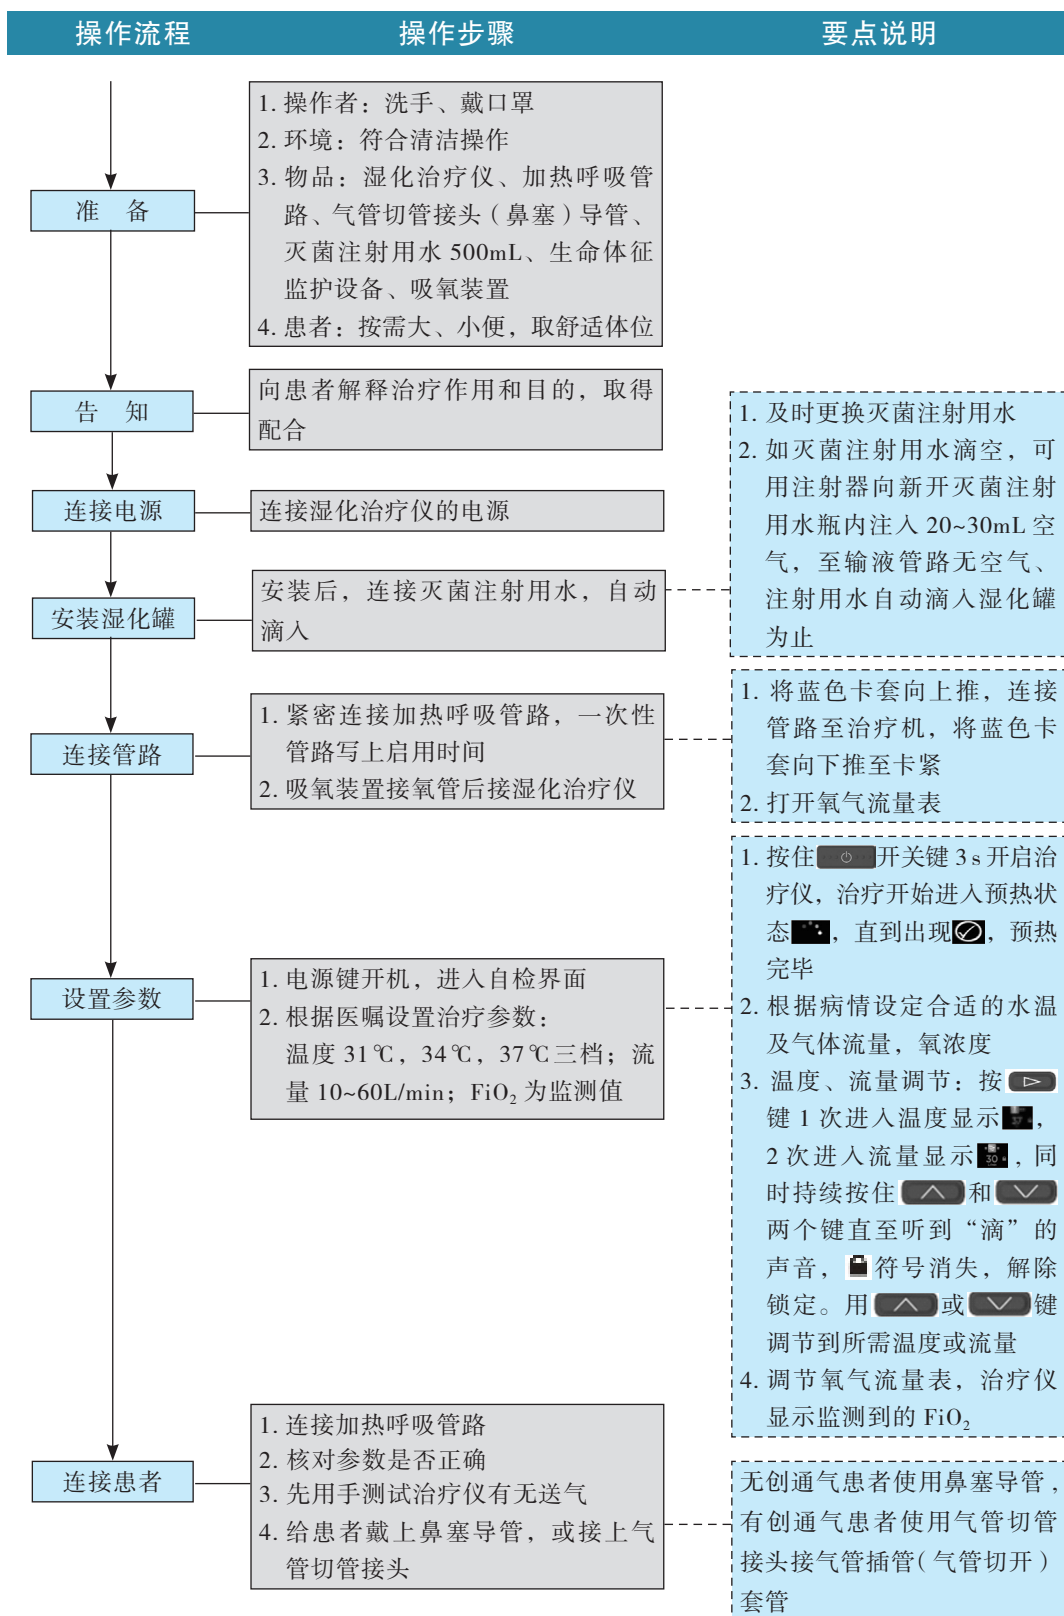 操作流程 操作步骤 要点说明
准 备
1. 操作者：洗手、戴口罩
2. 环境：符合清洁操作
3. 物品：湿化治疗仪、加热呼吸管
路、气管切管接头（鼻塞）导管、
灭菌注射用水 500mL、生命体征
监护设备、吸氧装置
4. 患者：按需大、小便，取舒适体位
告 知
向患者解释治疗作用和目的，取得
配合
连接电源
连接湿化治疗仪的电源
安装湿化罐
安装后，连接灭菌注射用水，自动
滴入
1. 及时更换灭菌注射用水
2. 如灭菌注射用水滴空，可
用注射器向新开灭菌注射
用水瓶内注入 20~30mL 空
气，至输液管路无空气、
注射用水自动滴入湿化罐
为止
连接管路
1. 紧密连接加热呼吸管路，一次性
管路写上启用时间
2. 吸氧装置接氧管后接湿化治疗仪
1. 将蓝色卡套向上推，连接
管路至治疗机，将蓝色卡
套向下推至卡紧
2. 打开氧气流量表
设置参数
1. 电源键开机，进入自检界面
2. 根据医嘱设置治疗参数：
温度 31℃，34℃，37℃三档；流
量 10~60L/min；FiO₂ 为监测值
1. 按住开关键 3 s 开启治
疗仪，治疗开始进入预热状
态，直到出现，预热
完毕
2. 根据病情设定合适的水温
及气体流量，氧浓度
3. 温度、流量调节：按
键 1 次进入温度显示37，
2 次进入流量显示30，同
时持续按住和
两个键直至听到“滴”的
声音，符号消失，解除
锁定。用或键
调节到所需温度或流量
4. 调节氧气流量表，治疗仪
显示监测到的 FiO₂
连接患者
1. 连接加热呼吸管路
2. 核对参数是否正确
3. 先用手测试治疗仪有无送气
4. 给患者戴上鼻塞导管，或接上气
管切管接头
无创通气患者使用鼻塞导管，
有创通气患者使用气管切管
接头接气管插管（气管切开）
套管